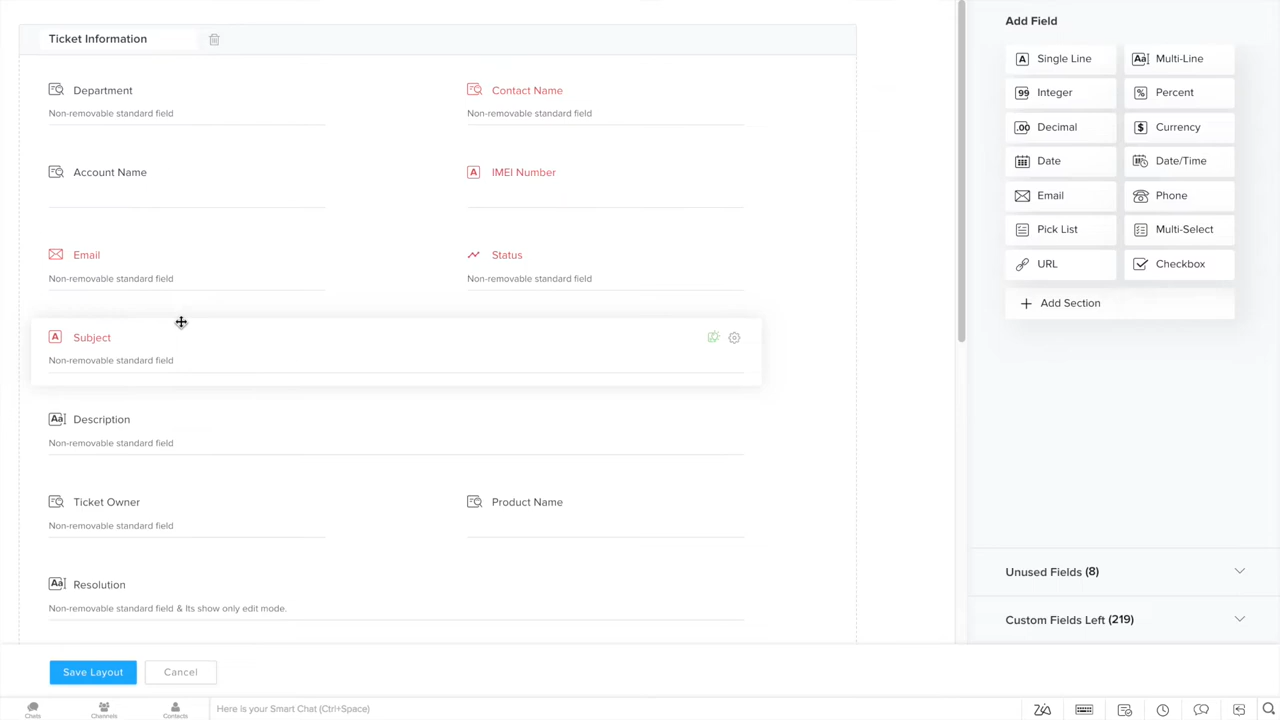 Ticket Information
Department
Non-removable standard field
Contact Name
Non-removable standard field
Account Name
IMEI Number
Email
Non-removable standard field
Status
Non-removable standard field
Subject
Non-removable standard field
Description
Non-removable standard field
Ticket Owner
Non-removable standard field
Product Name
Resolution
Non-removable standard field & Its show only edit mode.
Save Layout
Cancel
Add Field
Single Line
Multi-Line
Integer
Percent
Decimal
Currency
Date
Date/Time
Email
Phone
Pick List
Multi-Select
URL
Checkbox
Add Section
Unused Fields (8)
Custom Fields Left (219)
Chats
Channels
Contacts
Here is your Smart Chat (Ctrl+Space)